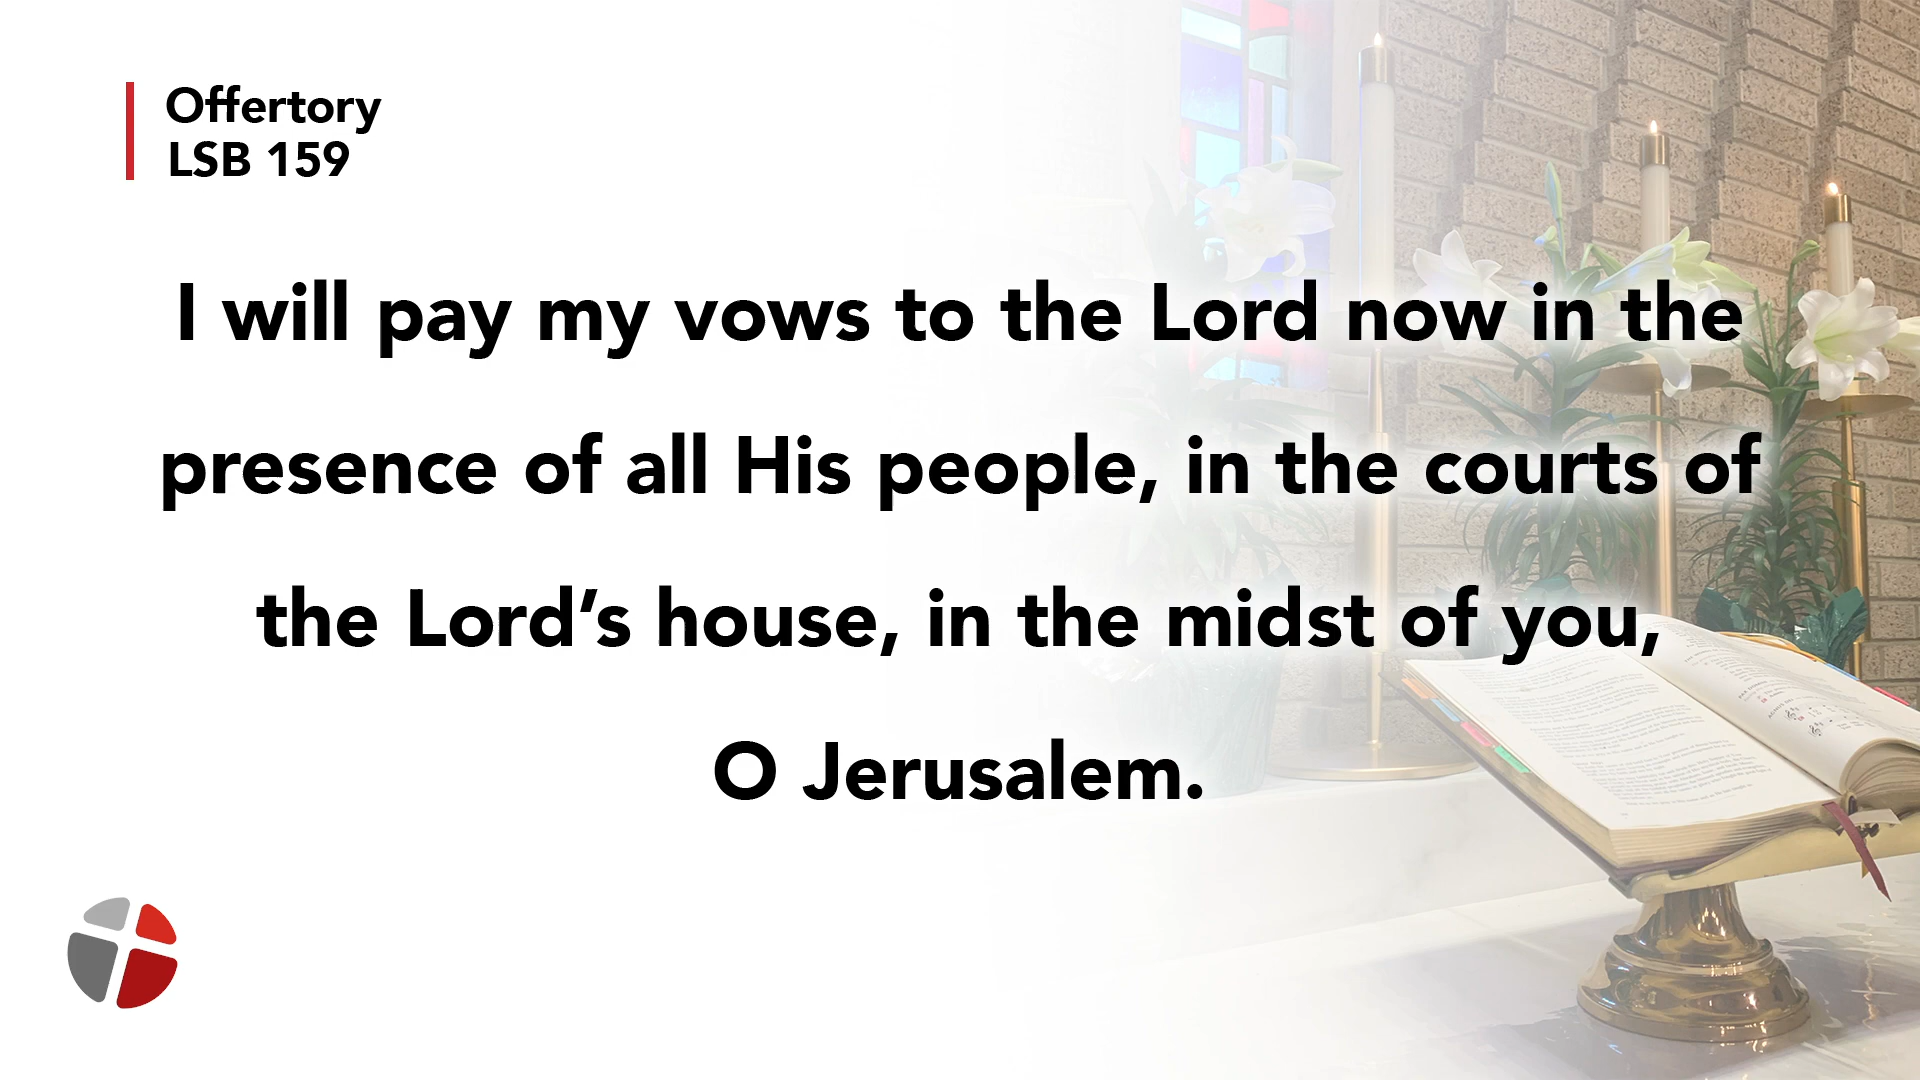 Offertory
LSB 159
I will pay my vows to the Lord now in the
presence of all His people, in the courts of
the Lord’s house, in the midst of you,
O Jerusalem.